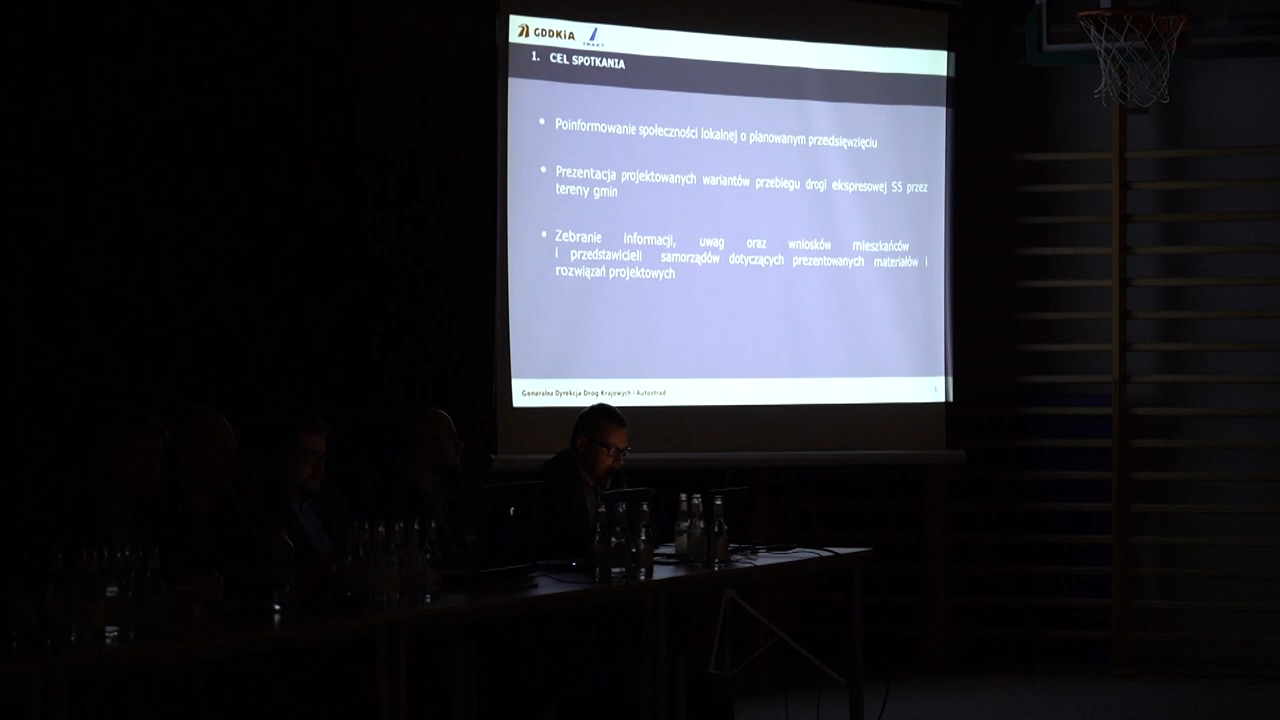 GDDKiA
TRAKT
1. CEL SPOTKANIA
• Poinformowanie społeczności lokalnej o planowanym przedsięwzięciu
• Prezentacja projektowanych wariantów przebiegu drogi ekspresowej S5 przez
tereny gmin
• Zebranie informacji, uwag oraz wniosków mieszkańców
i przedstawicieli samorządów dotyczących prezentowanych materiałów i
rozwiązań projektowych
Generalna Dyrekcja Dróg Krajowych i Autostrad